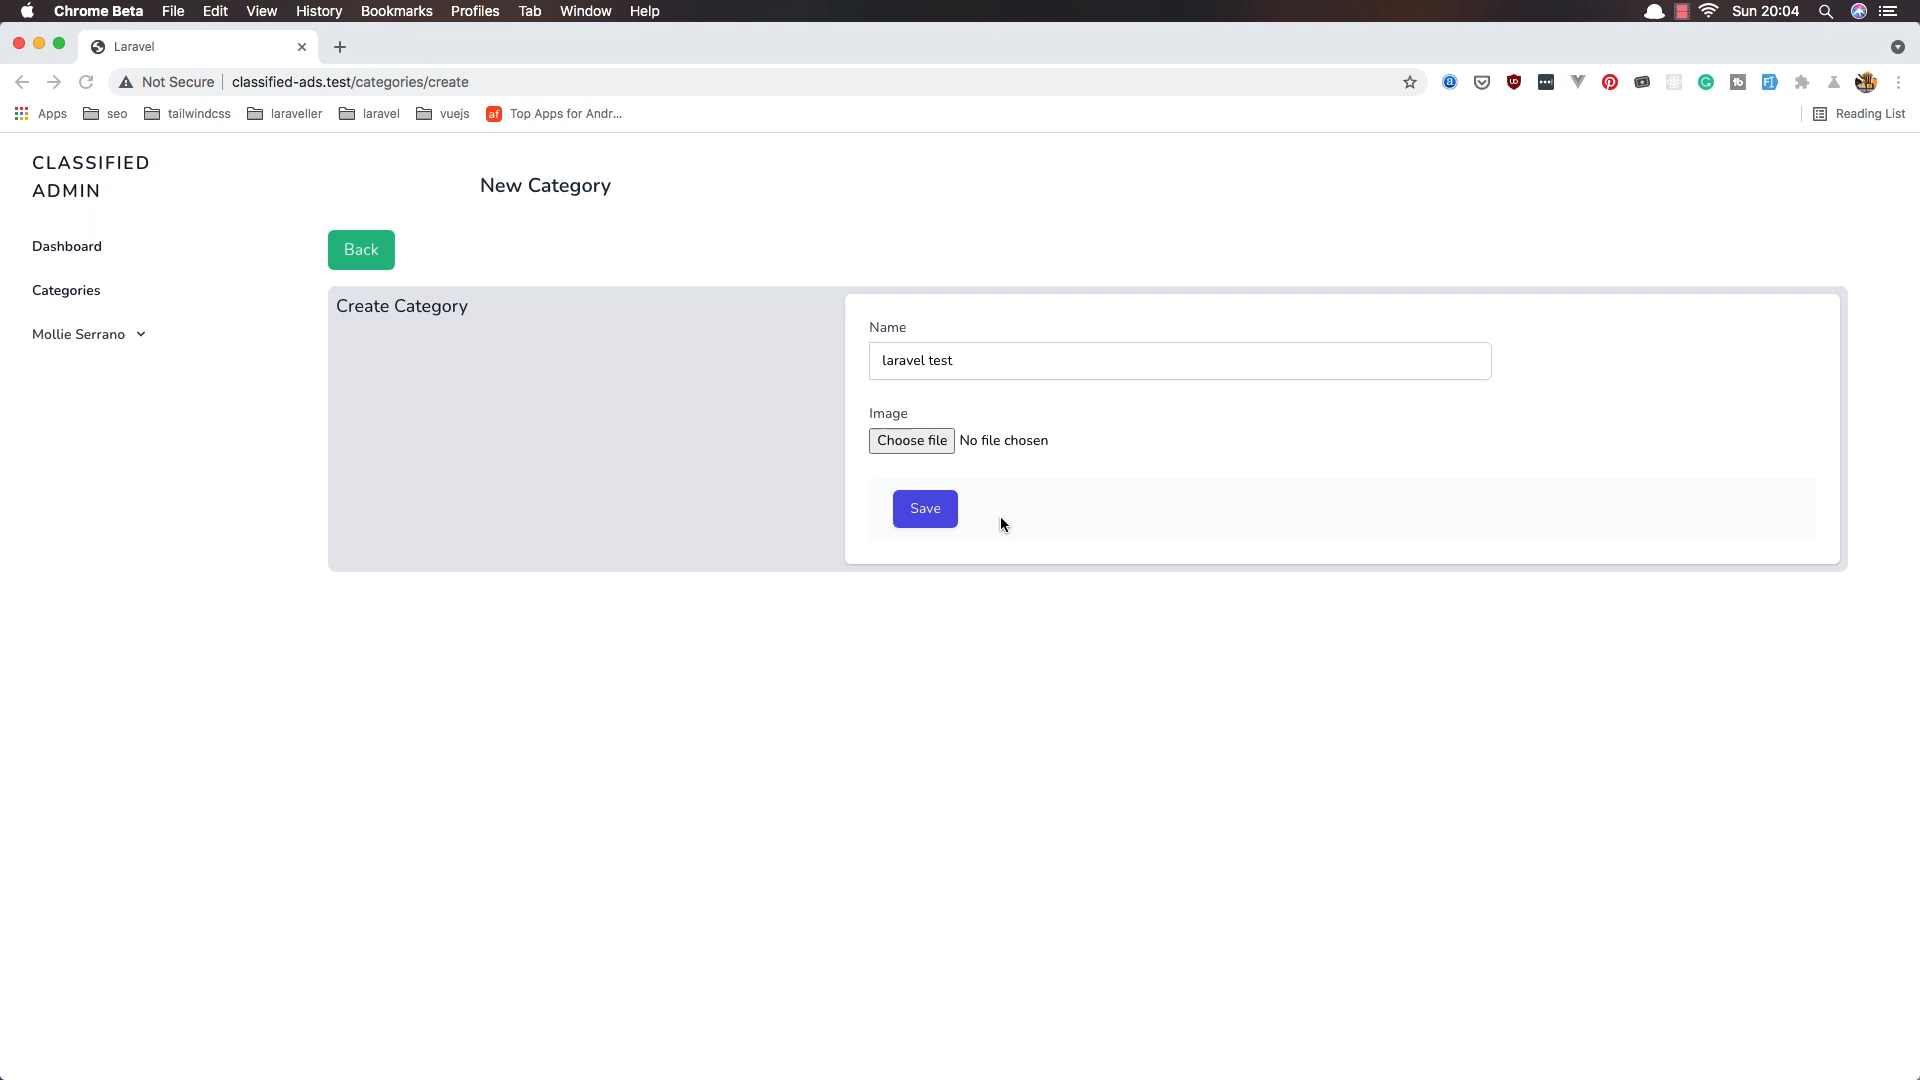 Chrome Beta File Edit View History Bookmarks Profiles Tab Window Help Sun 20:04
Laravel
Not Secure classified-ads.test/categories/create
Apps seo tailwindcss laraveller laravel vuejs af Top Apps for Andr... Reading List
CLASSIFIED
ADMIN
New Category
Dashboard
Back
Categories
Create Category
Name
Mollie Serrano
laravel test
Image
Choose file No file chosen
Save